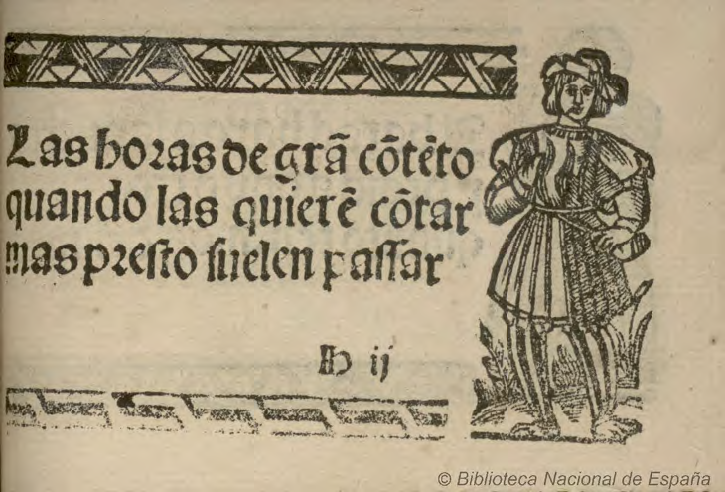 Las horas de grã cõtẽto
quando las quierẽ cõtar
mas presto suelen passar
h ij
© Biblioteca Nacional de España